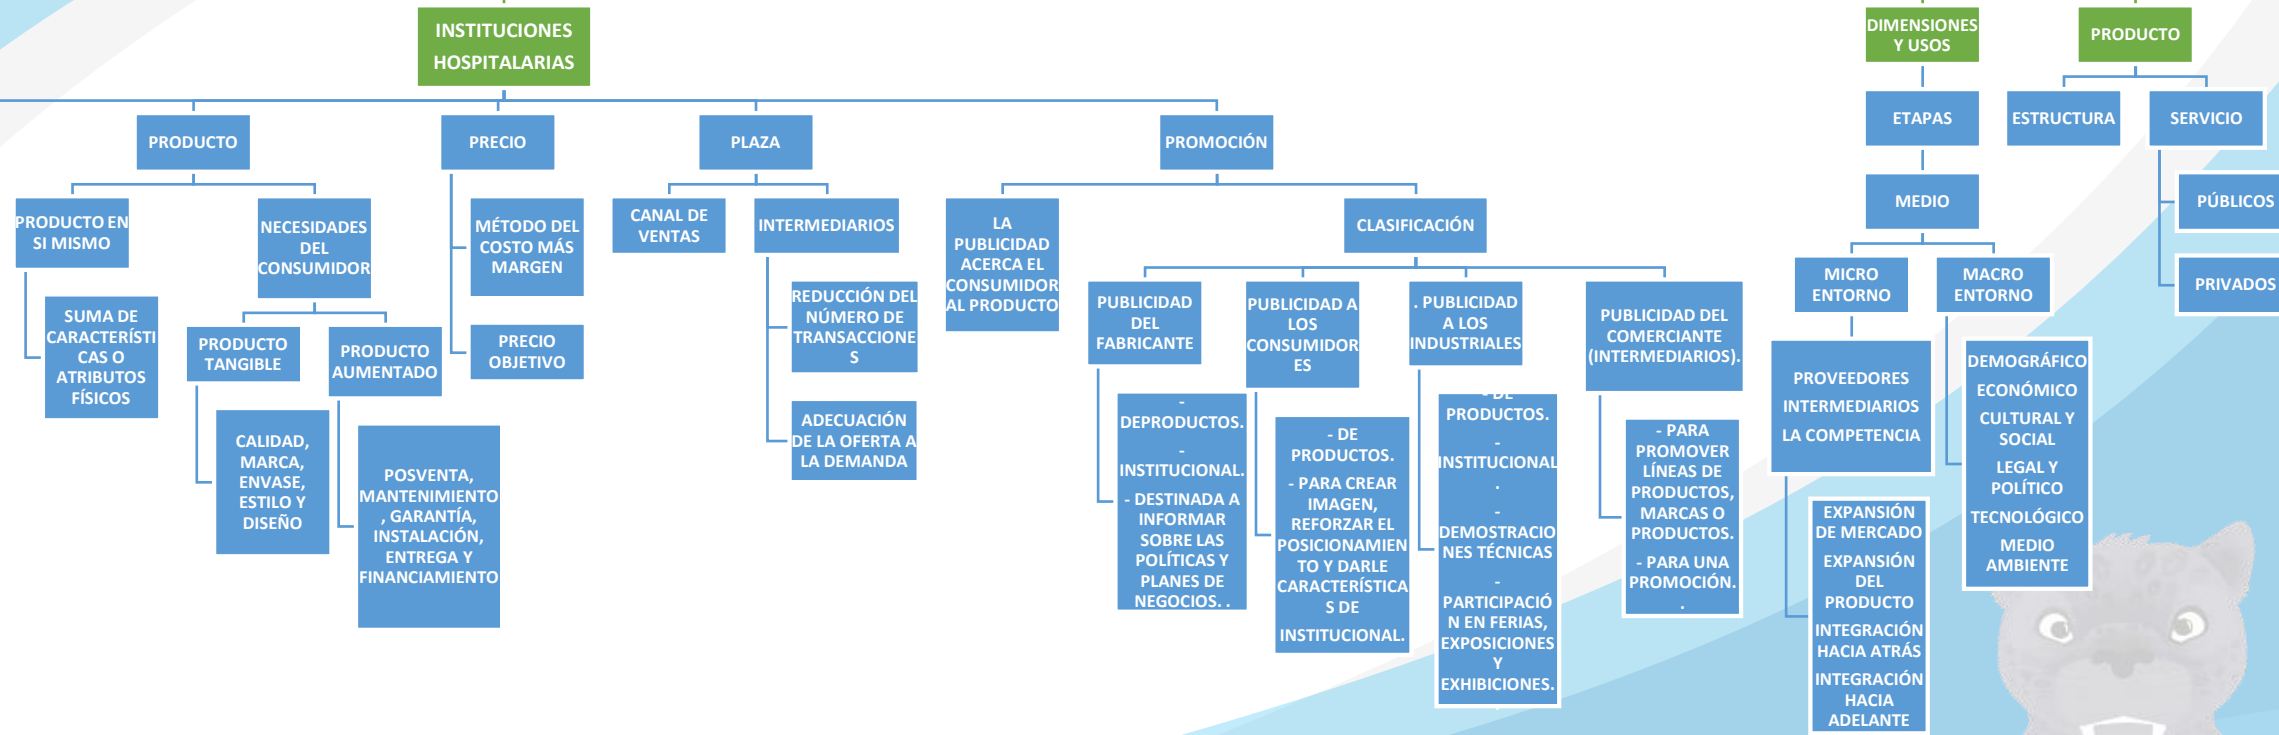 INSTITUCIONES
HOSPITALARIAS
DIMENSIONES
Y USOS
PRODUCTO
PRODUCTO
PRECIO
PLAZA
PROMOCIÓN
ETAPAS
ESTRUCTURA
SERVICIO
PRODUCTO EN
SI MISMO
NECESIDADES
DEL
CONSUMIDOR
MÉTODO DEL
COSTO MÁS
MARGEN
CANAL DE
VENTAS
INTERMEDIARIOS
LA
PUBLICIDAD
ACERCA EL
CONSUMIDOR
AL PRODUCTO
CLASIFICACIÓN
MEDIO
PÚBLICOS
PRIVADOS
SUMA DE
CARACTERÍSTI
CAS O
ATRIBUTOS
FÍSICOS
PRODUCTO
TANGIBLE
PRODUCTO
AUMENTADO
PRECIO
OBJETIVO
REDUCCIÓN DEL
NÚMERO DE
TRANSACCIONE
S
ADECUACIÓN
DE LA OFERTA A
LA DEMANDA
PUBLICIDAD
DEL
FABRICANTE
PUBLICIDAD A
LOS
CONSUMIDOR
ES
. PUBLICIDAD
A LOS
INDUSTRIALES
PUBLICIDAD DEL
COMERCIANTE
(INTERMEDIARIOS).
MICRO
ENTORNO
MACRO
ENTORNO
CALIDAD,
MARCA,
ENVASE,
ESTILO Y
DISEÑO
POSVENTA,
MANTENIMIENTO
, GARANTÍA,
INSTALACIÓN,
ENTREGA Y
FINANCIAMIENTO
-
DEPRODUCTOS.
-
INSTITUCIONAL.
- DESTINADA A
INFORMAR
SOBRE LAS
POLÍTICAS Y
PLANES DE
NEGOCIOS. .
- DE
PRODUCTOS.
- PARA CREAR
IMAGEN,
REFORZAR EL
POSICIONAMIEN
TO Y DARLE
CARACTERÍSTICA
S DE
INSTITUCIONAL.
- DE
PRODUCTOS.
-
INSTITUCIONAL
.
-
DEMOSTRACIO
NES TÉCNICAS
-
PARTICIPACIÓ
N EN FERIAS,
EXPOSICIONES
Y
EXHIBICIONES.
- PARA
PROMOVER
LÍNEAS DE
PRODUCTOS,
MARCAS O
PRODUCTOS.
- PARA UNA
PROMOCIÓN.
.
PROVEEDORES
INTERMEDIARIOS
LA COMPETENCIA
EXPANSIÓN
DE MERCADO
EXPANSIÓN
DEL
PRODUCTO
INTEGRACIÓN
HACIA ATRÁS
INTEGRACIÓN
HACIA
ADELANTE
DEMOGRÁFICO
ECONÓMICO
CULTURAL Y
SOCIAL
LEGAL Y
POLÍTICO
TECNOLÓGICO
MEDIO
AMBIENTE